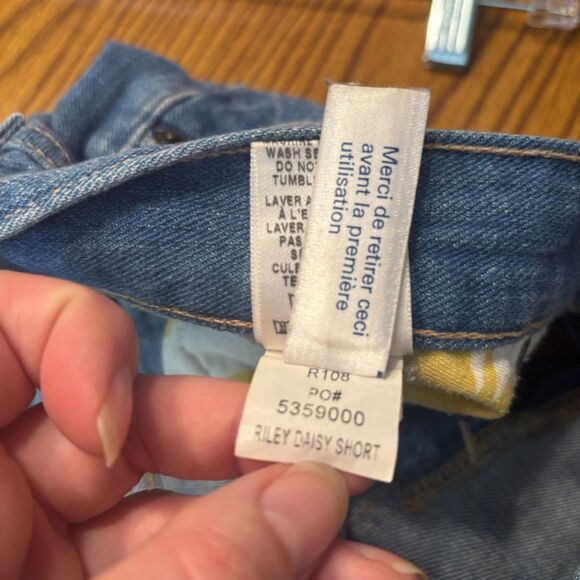 WASH SE
DO NO
TUMBL
LAVER A
À L'E
LAVER
PAS
S
CULE
TE
Merci de retirer ceci
avant la première
utilisation
R108
PO#
5359000
RILEY DAISY SHORT